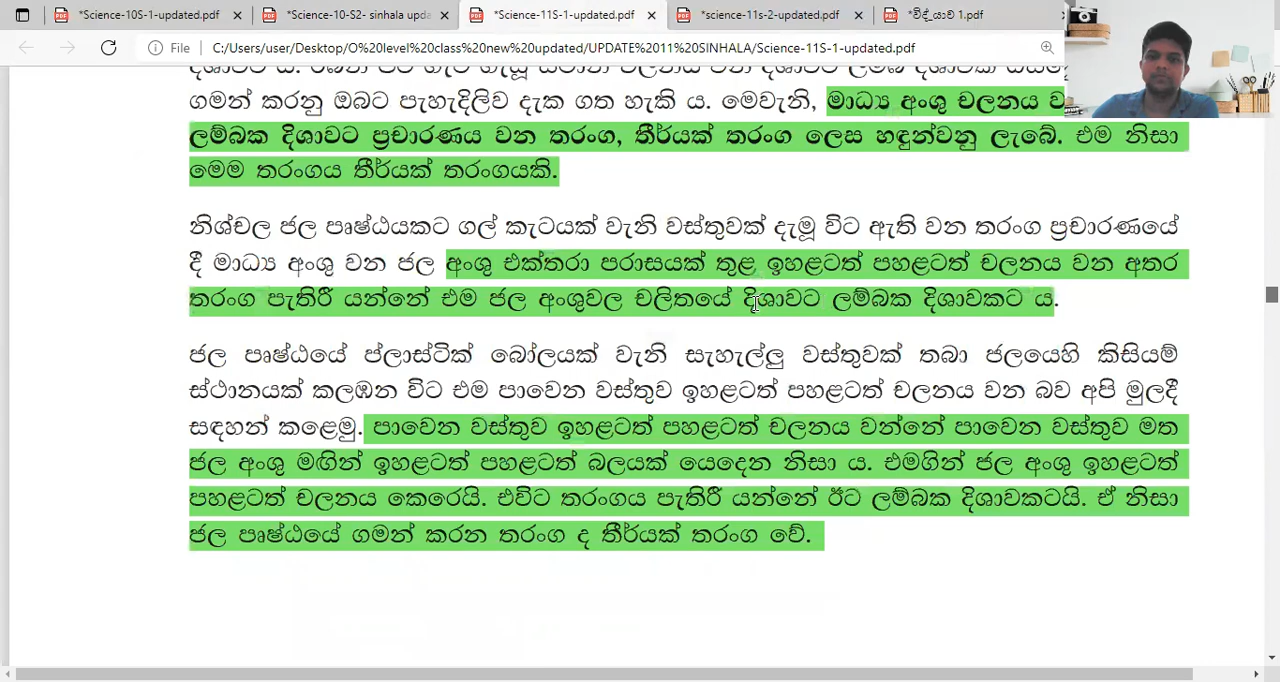 *Science-10S-1-updated.pdf
*Science-10-S2- sinhala upda
*Science-11S-1-updated.pdf
*science-11s-2-updated.pdf
File C:/Users/user/Desktop/O%20level%20class%20new%20updated/UPDATE%2011%20SINHALA/Science-11S-1-updated.pdf
ගමන් කරනු ඔබට පැහැදිලිව දැක ගත හැකි ය. මෙවැනි, මාධ්‍ය අංශු චලනය
ලම්බක දිශාවට ප්‍රචාරණය වන තරංග, තීර්යක් තරංග ලෙස හඳුන්වනු ලැබේ. එම නිසා
මෙම තරංගය තීර්යක් තරංගයකි.
නිශ්චල ජල පෘෂ්ඨයකට ගල් කැටයක් වැනි වස්තුවක් දැමූ විට ඇති වන තරංග ප්‍රචාරණයේ
දී මාධ්‍ය අංශු වන ජල අංශු එක්තරා පරාසයක් තුළ ඉහළටත් පහළටත් චලනය වන අතර
තරංග පැතිරී යන්නේ එම ජල අංශුවල චලිතයේ දිශාවට ලම්බක දිශාවකට ය.
ජල පෘෂ්ඨයේ ප්ලාස්ටික් බෝලයක් වැනි සැහැල්ලු වස්තුවක් තබා ජලයෙහි කිසියම්
ස්ථානයක් කලඹන විට එම පාවෙන වස්තුව ඉහළටත් පහළටත් චලනය වන බව අපි මුලදී
සඳහන් කළෙමු. පාවෙන වස්තුව ඉහළටත් පහළටත් චලනය වන්නේ පාවෙන වස්තුව මත
ජල අංශු මඟින් ඉහළටත් පහළටත් බලයක් යෙදෙන නිසා ය. එමගින් ජල අංශු ඉහළටත්
පහළටත් චලනය කෙරෙයි. එවිට තරංගය පැතිරී යන්නේ ඊට ලම්බක දිශාවකටයි. ඒ නිසා
ජල පෘෂ්ඨයේ ගමන් කරන තරංග ද තීර්යක් තරංග වේ.